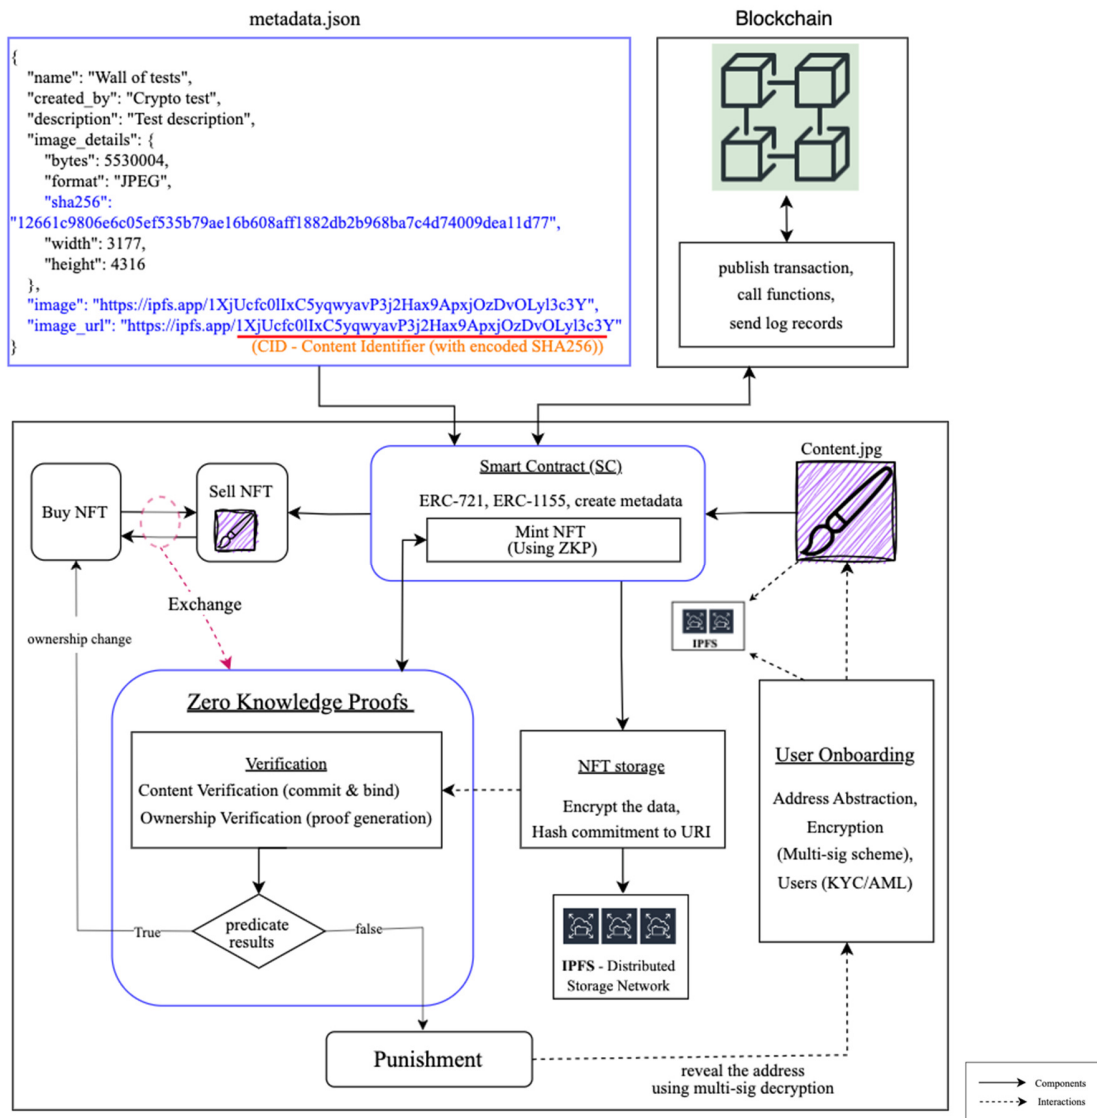 metadata.json
{
"name": "Wall of tests",
"created_by": "Crypto test",
"description": "Test description",
"image_details": {
"bytes": 5530004,
"format": "JPEG",
"sha256":
"12661c9806e6c05ef535b79ae16b608aff1882db2b968ba7c4d74009dea11d77",
"width": 3177,
"height": 4316
},
"image": "https://ipfs.app/1XjUcfc0lIxC5yqwyavP3j2Hax9ApxjOzDvOLyl3c3Y",
"image_url": "https://ipfs.app/1XjUcfc0lIxC5yqwyavP3j2Hax9ApxjOzDvOLyl3c3Y"
}
(CID - Content Identifier (with encoded SHA256))
Blockchain
publish transaction,
call functions,
send log records
Buy NFT
Sell NFT
Smart Contract (SC)
ERC-721, ERC-1155, create metadata
Mint NFT
(Using ZKP)
Content.jpg
Exchange
ownership change
IPFS
Zero Knowledge Proofs
Verification
Content Verification (commit & bind)
Ownership Verification (proof generation)
NFT storage
Encrypt the data,
Hash commitment to URI
User Onboarding
Address Abstraction,
Encryption
(Multi-sig scheme),
Users (KYC/AML)
predicate
results
True
false
IPFS - Distributed
Storage Network
Punishment
reveal the address
using multi-sig decryption
Components
Interactions